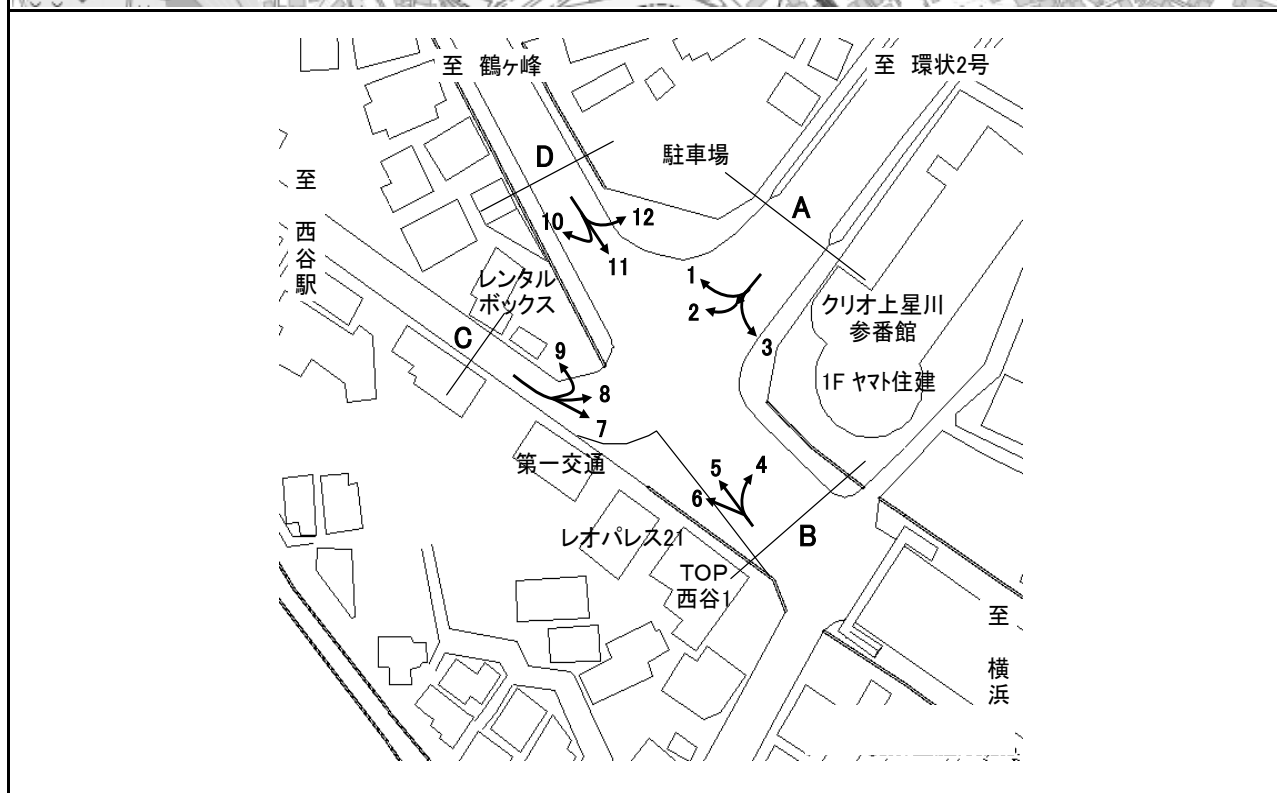 至 鶴ヶ峰
至 環状2号
D
駐車場
A
至 西谷駅
10
12
11
レンタル
ボックス
1
2
3
クリオ上星川
参番館
1F ヤマト住建
C
9
8
7
第一交通
5
4
6
レオパレス21
B
TOP
西谷1
至 横浜